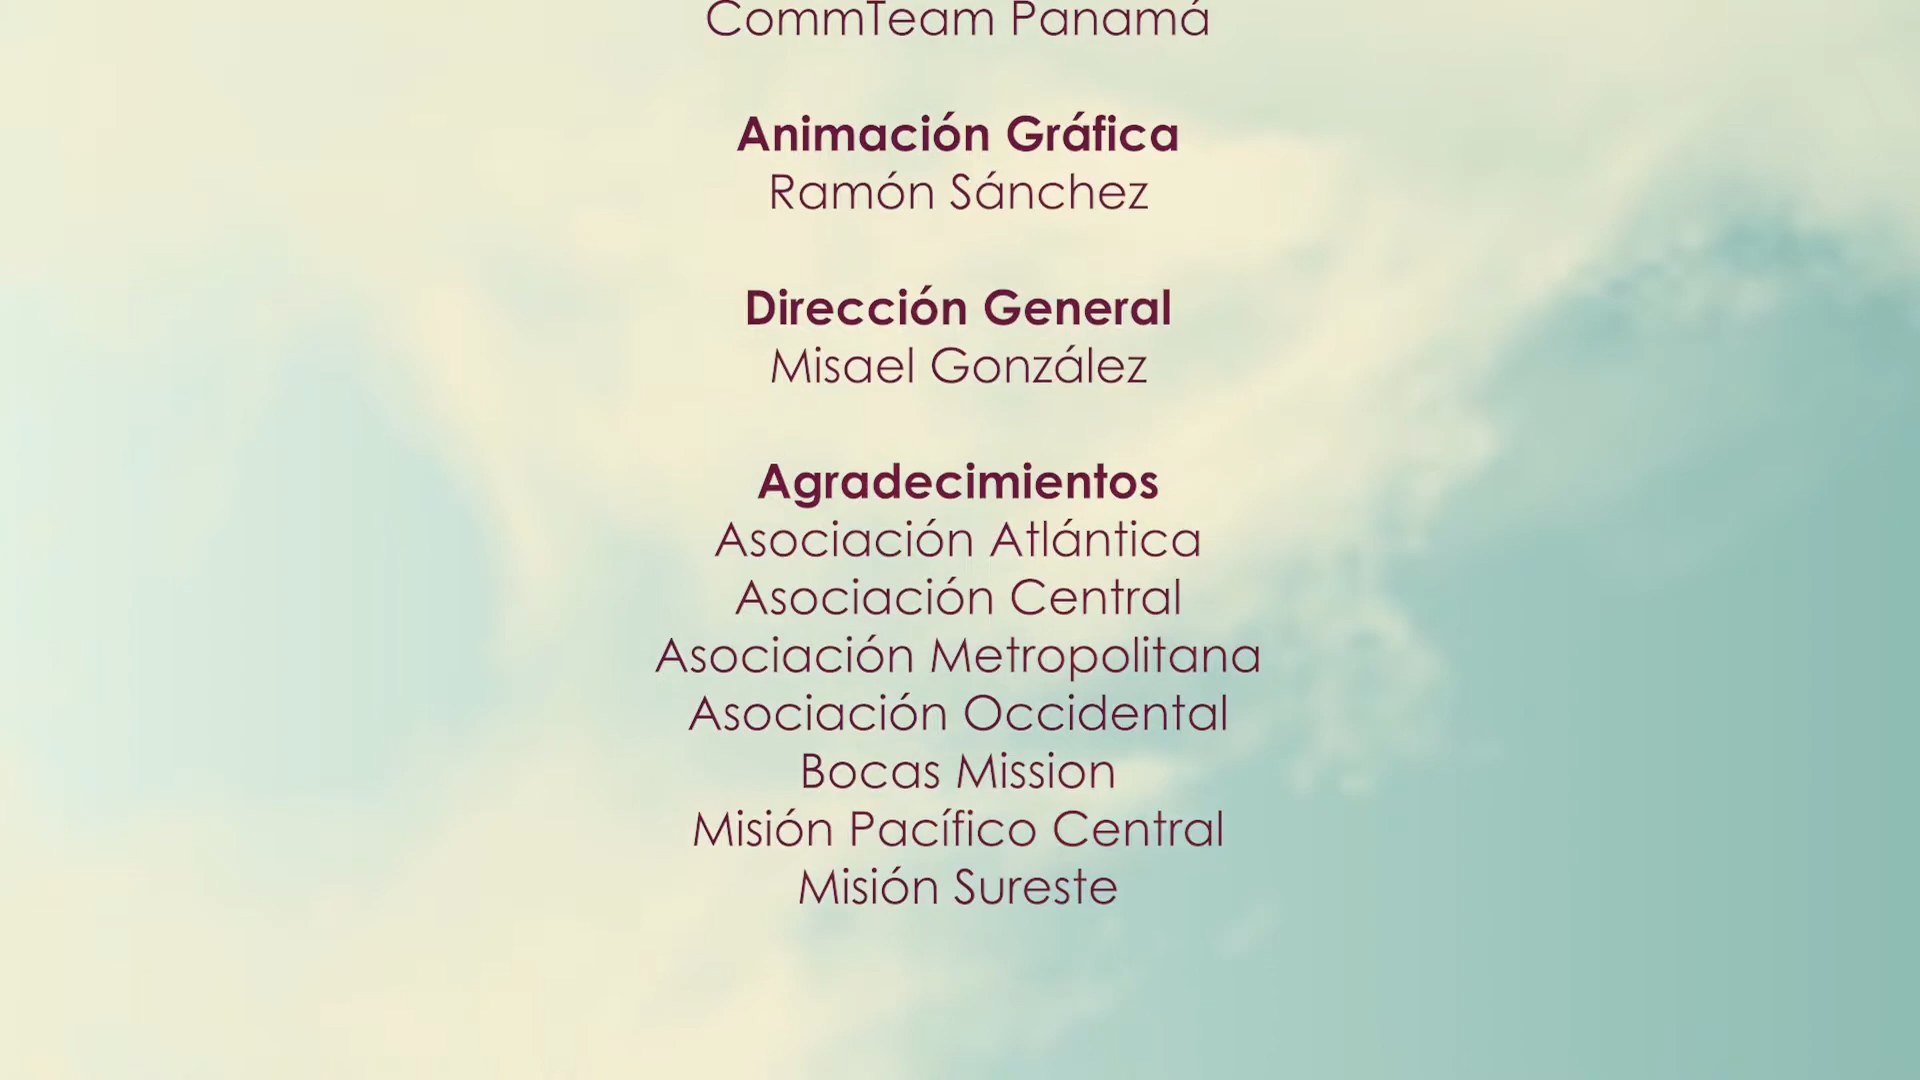 CommTeam Panamá
Animación Gráfica
Ramón Sánchez
Dirección General
Misael González
Agradecimientos
Asociación Atlántica
Asociación Central
Asociación Metropolitana
Asociación Occidental
Bocas Mission
Misión Pacífico Central
Misión Sureste